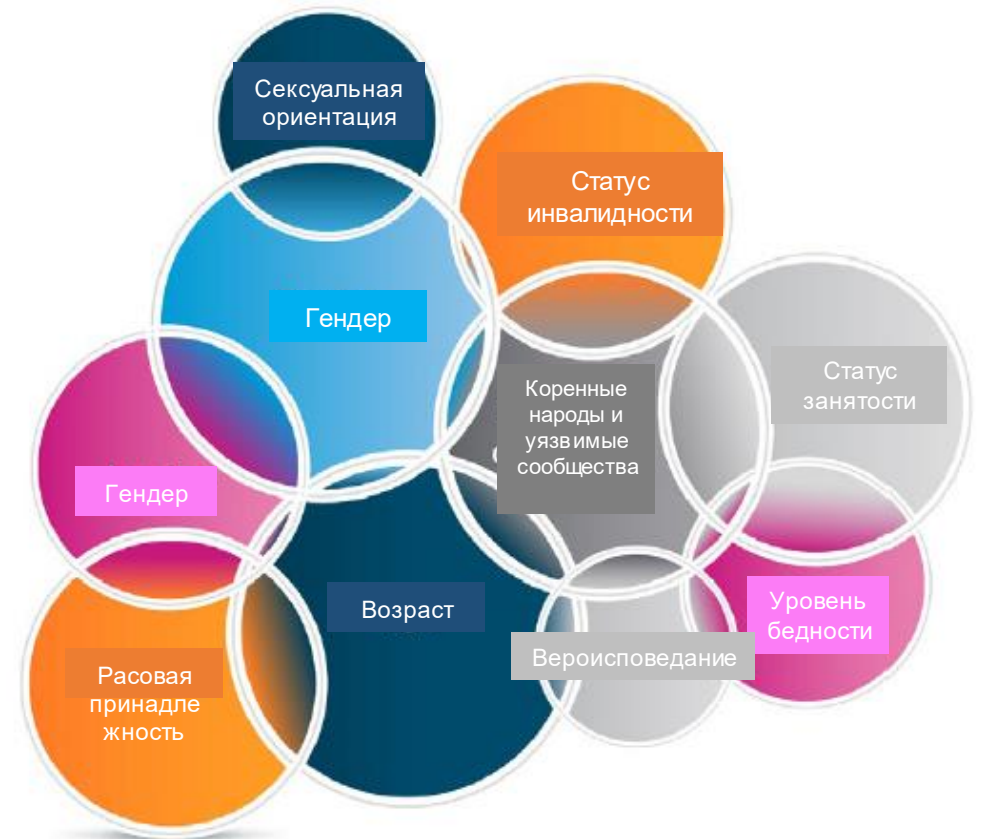 Сексуальная
ориентация
Статус
инвалидности
Гендер
Коренные
народы и
уязвимые
сообщества
Статус
занятости
Гендер
Возраст
Уровень
бедности
Вероисповедание
Расовая
принадле
жность